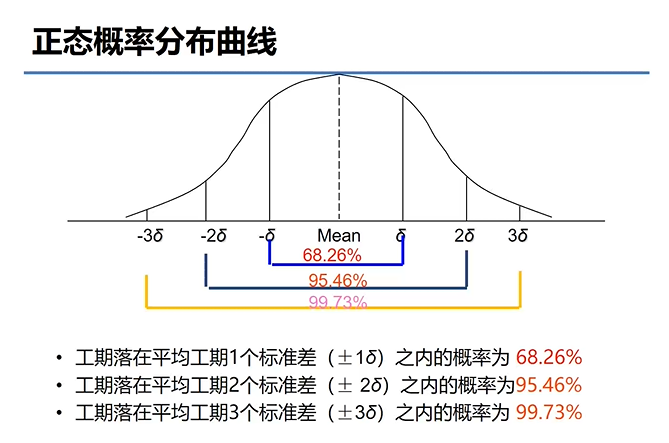 正态概率分布曲线
-3δ -2δ -δ Mean δ 2δ 3δ
68.26%
95.46%
99.73%
• 工期落在平均工期1个标准差（±1δ）之内的概率为 68.26%
• 工期落在平均工期2个标准差（± 2δ）之内的概率为95.46%
• 工期落在平均工期3个标准差（±3δ）之内的概率为 99.73%